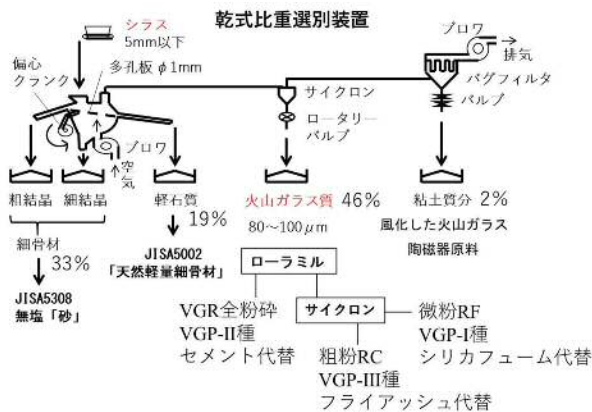 乾式比重選別装置
シラス
5mm以下
偏心
クランク
多孔板 φ1mm
ブロワ
空気
サイクロン
ロータリー
バルブ
ブロワ
排気
バグフィルタ
バルブ
粗結晶
細結晶
軽石質
火山ガラス質 46%
粘土質分 2%
80～100μm
風化した火山ガラス
陶磁器原料
細骨材
33%
19%
JISA5308
無塩「砂」
JISA5002
「天然軽量細骨材」
ローラミル
VGR全粉砕
VGP-II種
セメント代替
サイクロン
粗粉RC
VGP-III種
フライアッシュ代替
微粉RF
VGP-I種
シリカフューム代替